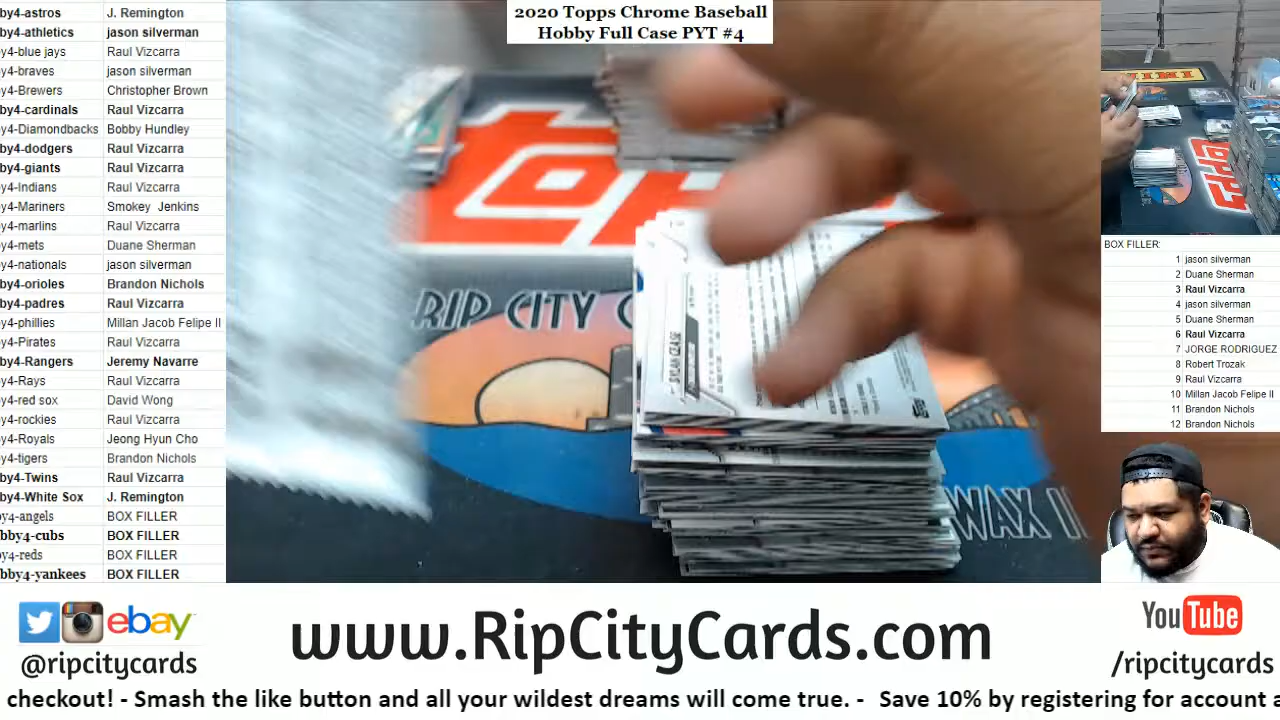 2020 Topps Chrome Baseball
Hobby Full Case PYT #4
by4-astros J. Remington
by4-athletics jason silverman
by4-blue jays Raul Vizcarra
by4-braves jason silverman
oy4-Brewers Christopher Brown
by4-cardinals Raul Vizcarra
y4-Diamondbacks Bobby Hundley
by4-dodgers Raul Vizcarra
by4-giants Raul Vizcarra
by4-Indians Raul Vizcarra
by4-Mariners Smokey Jenkins
by4-marlins Raul Vizcarra
by4-mets Duane Sherman
by4-nationals jason silverman
by4-orioles Brandon Nichols
by4-padres Raul Vizcarra
by4-phillies Millan Jacob Felipe II
by4-Pirates Raul Vizcarra
by4-Rangers Jeremy Navarre
by4-Rays Raul Vizcarra
by4-red sox David Wong
by4-rockies Raul Vizcarra
by4-Royals Jeong Hyun Cho
by4-tigers Brandon Nichols
by4-Twins Raul Vizcarra
by4-White Sox J. Remington
by4-angels BOX FILLER
bby4-cubs BOX FILLER
by4-reds BOX FILLER
bby4-yankees BOX FILLER
RIP CITY C
DYLAN CEASE
topps
WAX
topps
BOX FILLER:
1 jason silverman
2 Duane Sherman
3 Raul Vizcarra
4 jason silverman
5 Duane Sherman
6 Raul Vizcarra
7 JORGE RODRIGUEZ
8 Robert Trozak
9 Raul Vizcarra
10 Millan Jacob Felipe II
11 Brandon Nichols
12 Brandon Nichols
ebay
@ripcitycards
www.RipCityCards.com
YouTube
/ripcitycards
checkout! - Smash the like button and all your wildest dreams will come true. - Save 10% by registering for account a